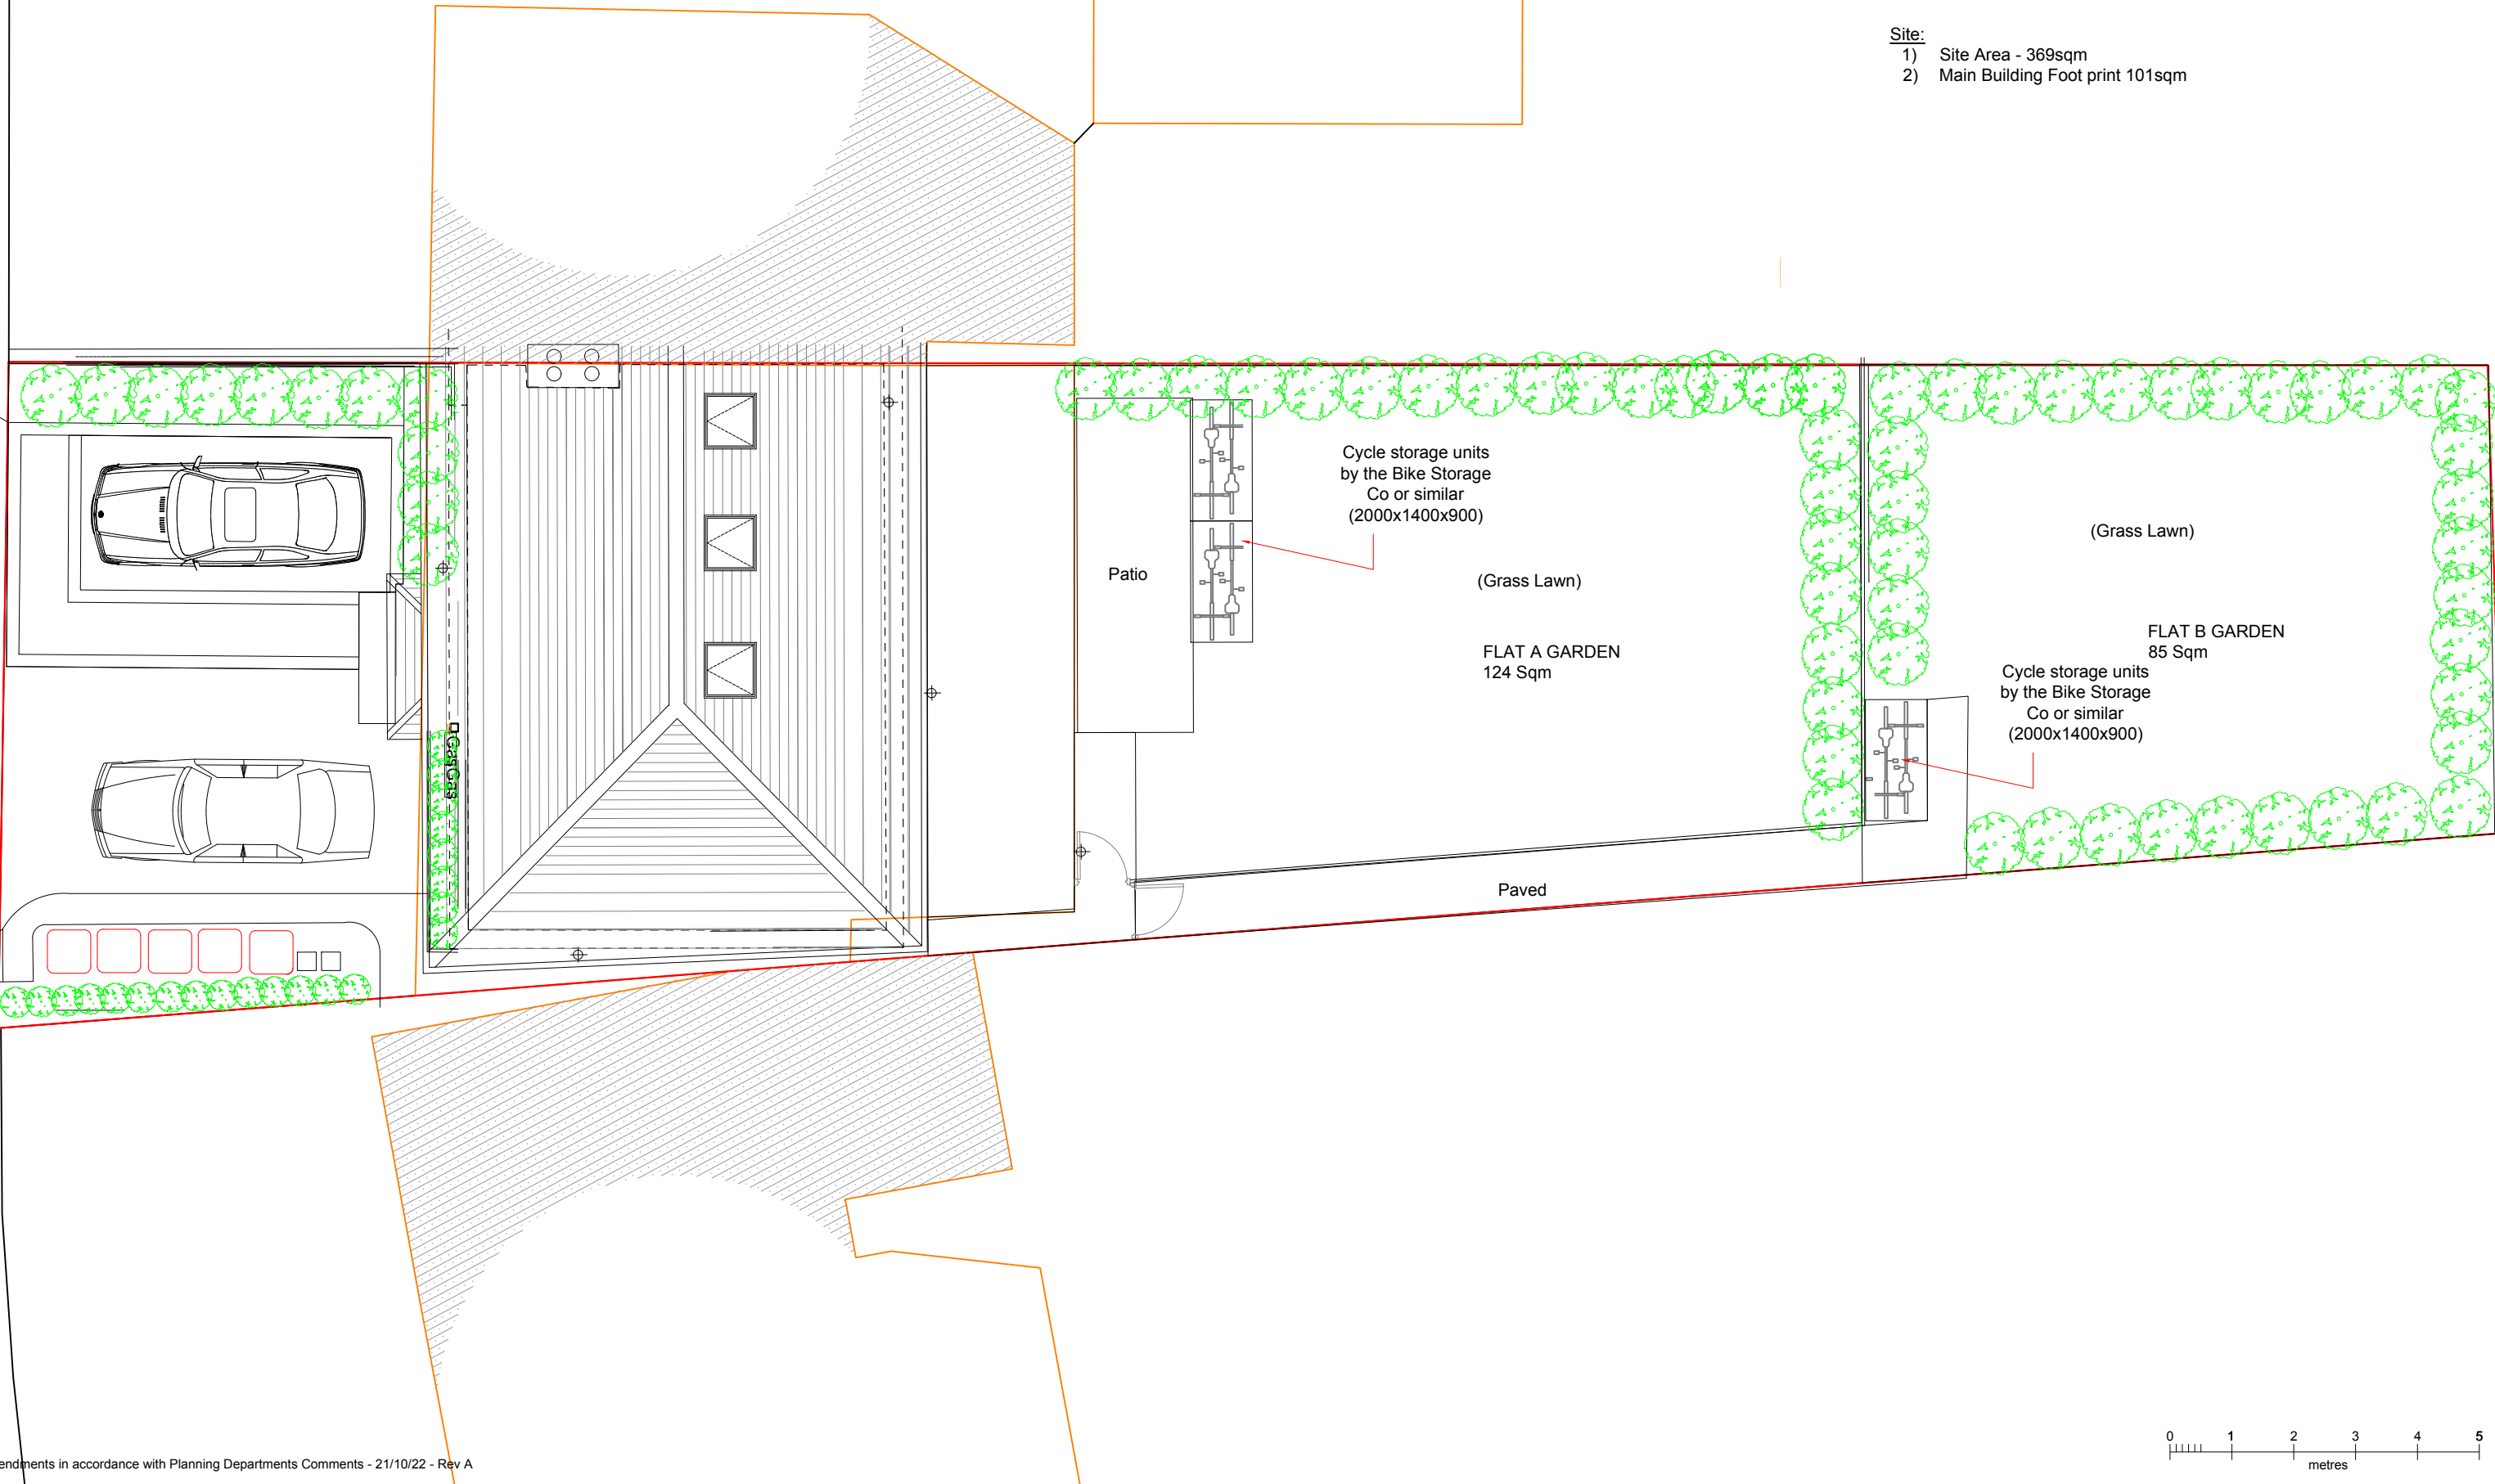 Site:
1) Site Area - 369sqm
2) Main Building Foot print 101sqm
Cycle storage units
by the Bike Storage
Co or similar
(2000x1400x900)
(Grass Lawn)
Patio
(Grass Lawn)
FLAT A GARDEN
124 Sqm
FLAT B GARDEN
85 Sqm
Cycle storage units
by the Bike Storage
Co or similar
(2000x1400x900)
Gas
Gas
Paved
endments in accordance with Planning Departments Comments - 21/10/22 - Rev A
0 1 2 3 4 5
metres